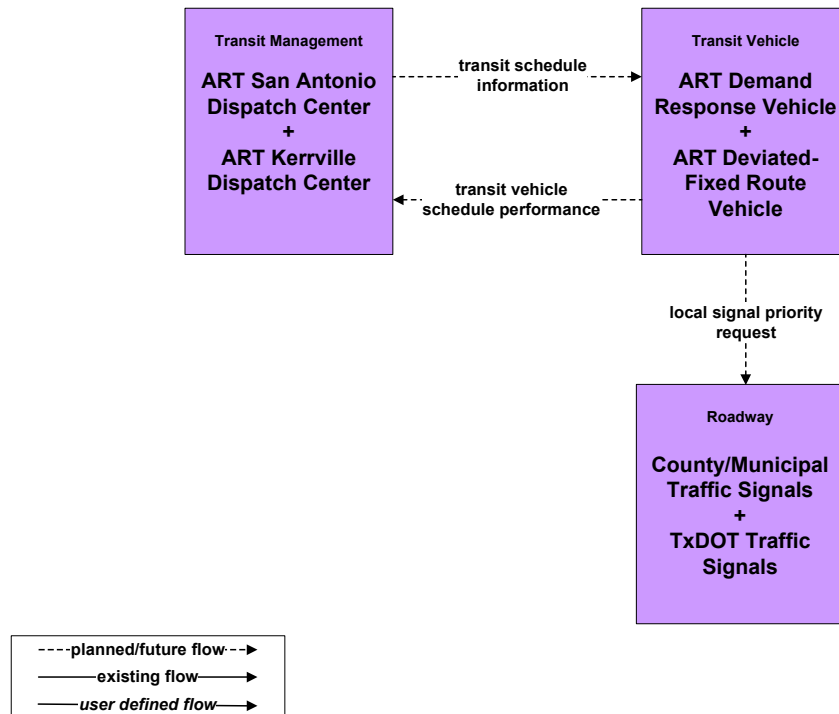 Transit Management
ART San Antonio
Dispatch Center
+
ART Kerrville
Dispatch Center
transit schedule
information
transit vehicle
schedule performance
Transit Vehicle
ART Demand
Response Vehicle
+
ART Deviated-
Fixed Route
Vehicle
local signal priority
request
Roadway
County/Municipal
Traffic Signals
+
TxDOT Traffic
Signals
planned/future flow
existing flow
user defined flow